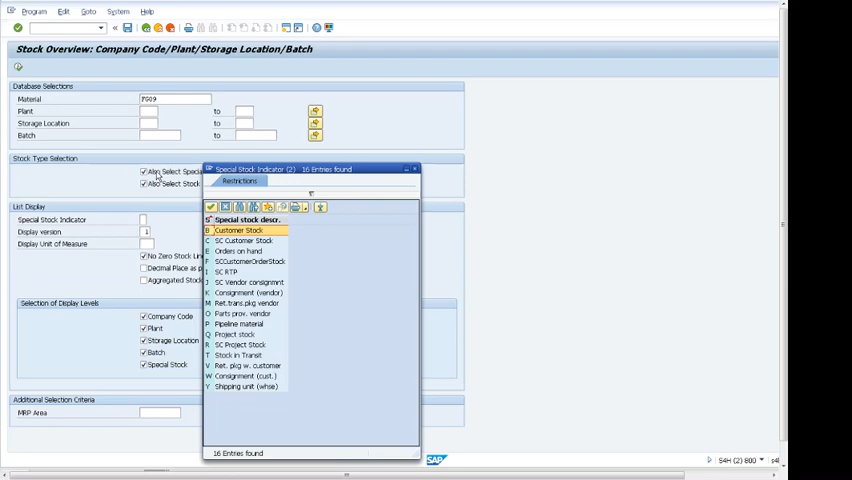 Program Edit Goto System Help
Stock Overview: Company Code/Plant/Storage Location/Batch
Database Selections
Material FG09
Plant to
Storage Location to
Batch to
Stock Type Selection
Also Select Specia
Also Select Stock
List Display
Special Stock Indicator
Display version 1
Display Unit of Measure
No Zero Stock Lin
Decimal Place as p
Aggregated Stock
Selection of Display Levels
Company Code
Plant
Storage Location
Batch
Special Stock
Additional Selection Criteria
MRP Area
Special Stock Indicator (2) 16 Entries found
Restrictions
S Special stock descr.
B Customer Stock
C SC Customer Stock
E Orders on hand
F SCCustomerOrderStock
I SC RTP
J SC Vendor consignmnt
K Consignment (vendor)
M Ret.trans.pkg vendor
O Parts prov. vendor
P Pipeline material
Q Project stock
R SC Project Stock
T Stock in Transit
V Ret. pkg w. customer
W Consignment (cust.)
Y Shipping unit (whse)
16 Entries found
SAP
S4H (2) 800 s4